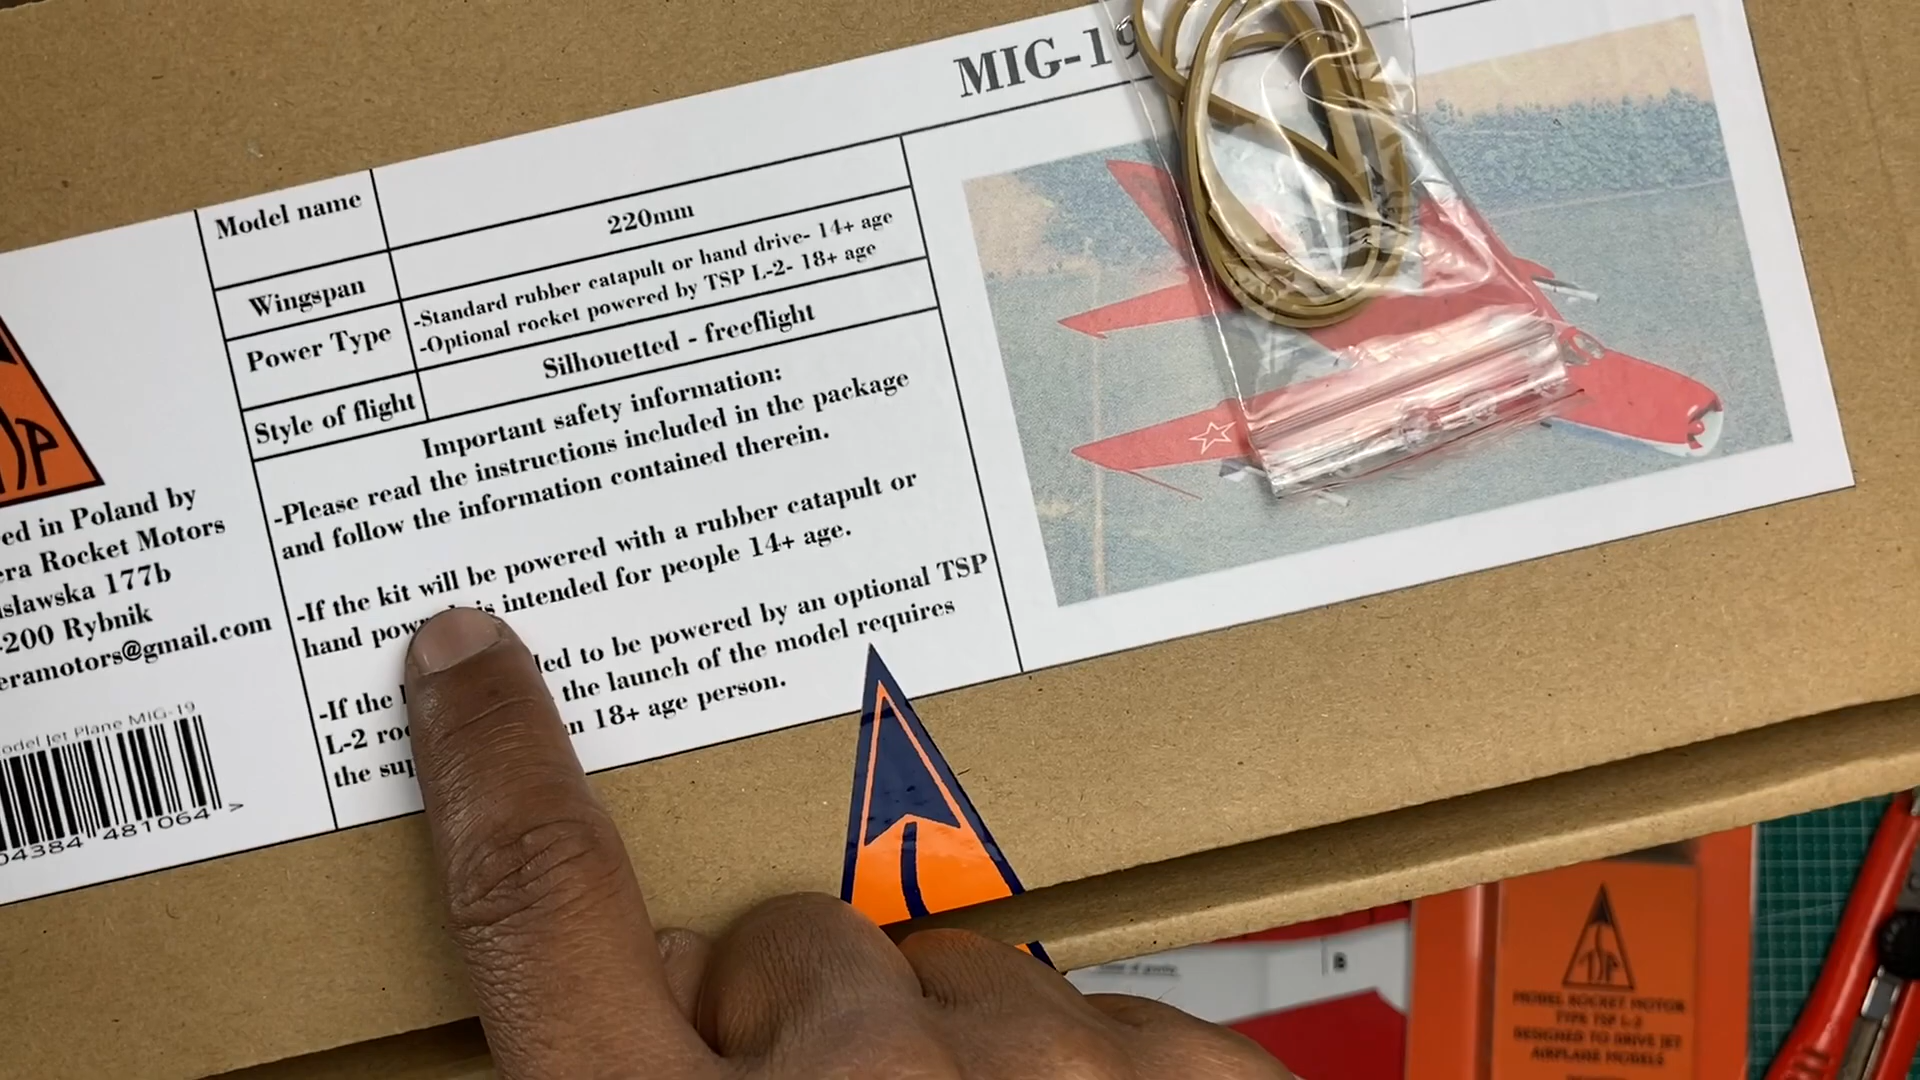 MIG-19
Model name
Wingspan
220mm
Power Type
-Standard rubber catapult or hand drive- 14+ age
-Optional rocket powered by TSP L-2- 18+ age
Style of flight
Silhouetted - freeflight
Important safety information:
-Please read the instructions included in the package
and follow the information contained therein.
-If the kit will be powered with a rubber catapult or
hand is intended for people 14+ age.
-If the to be powered by an optional TSP
L-2 the launch of the model requires
the 18+ age person.
TSP
ed in Poland by
era Rocket Motors
slawska 177b
-200 Rybnik
eramotors@gmail.com
odel Jet Plane MIG-19
04384 481064 >
B
TSP
MODEL ROCKET MOTOR
TYPE TSP L-2
DESIGNED TO DRIVE JET
AIRPLANE MODELS